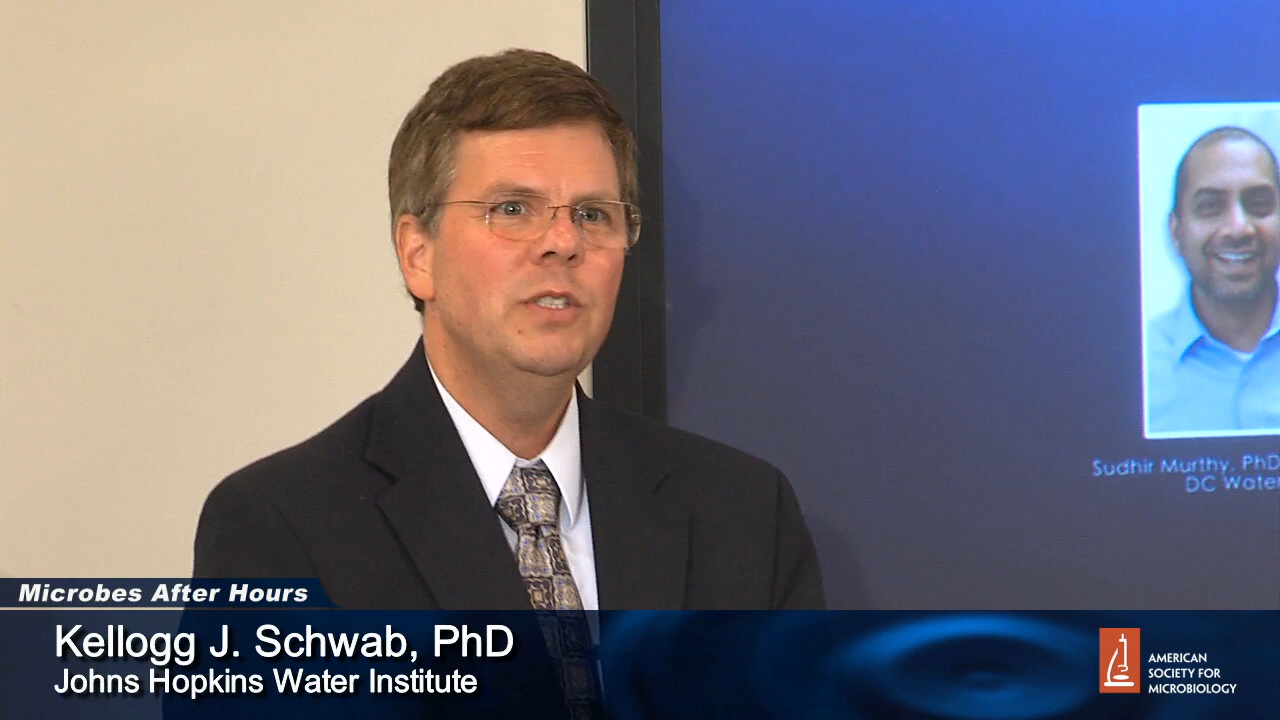 Sudhir Murthy, PhD
DC Water
Microbes After Hours
Kellogg J. Schwab, PhD
Johns Hopkins Water Institute
AMERICAN
SOCIETY FOR
MICROBIOLOGY